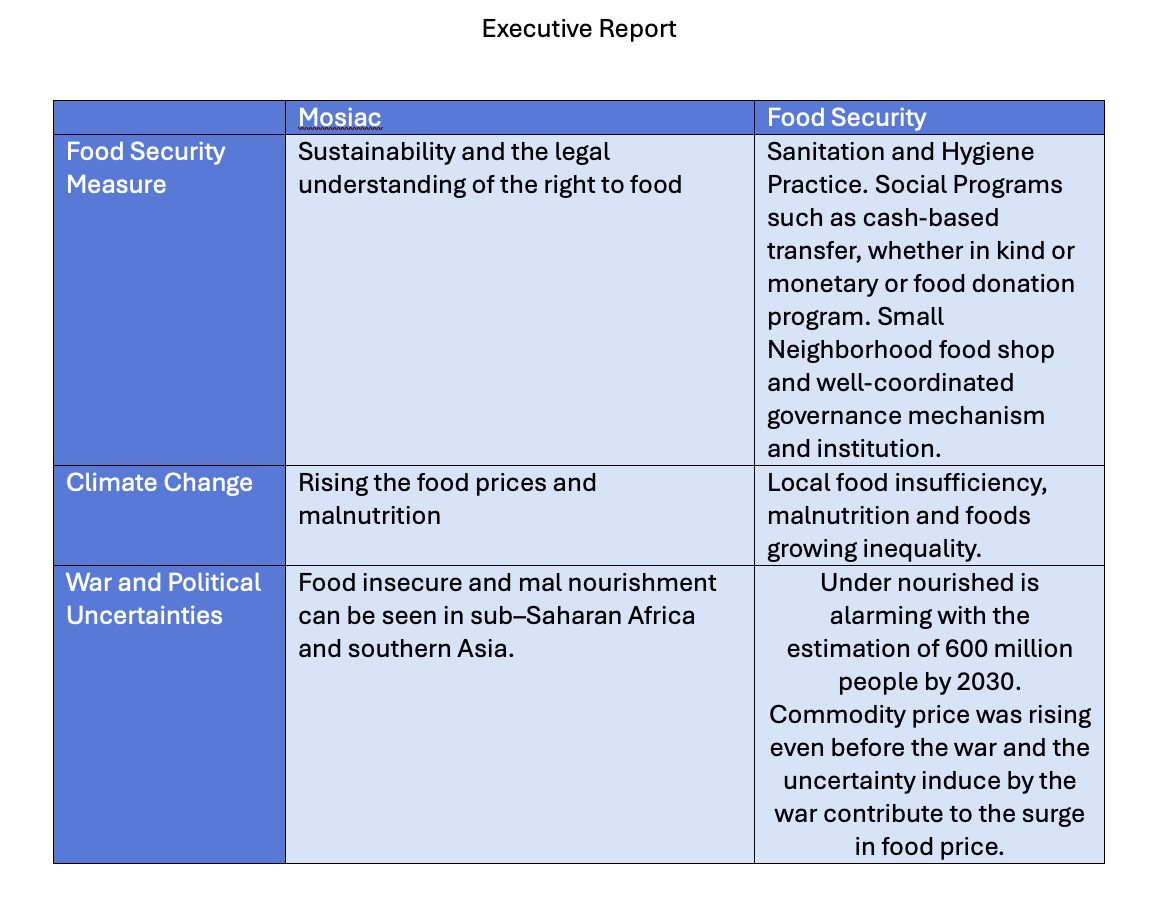 Executive Report
Mosiac
Food Security
Food Security
Measure
Sustainability and the legal
understanding of the right to food
Sanitation and Hygiene
Practice. Social Programs
such as cash-based
transfer, whether in kind or
monetary or food donation
program. Small
Neighborhood food shop
and well-coordinated
governance mechanism
and institution.
Climate Change
Rising the food prices and
malnutrition
Local food insufficiency,
malnutrition and foods
growing inequality.
War and Political
Uncertainties
Food insecure and mal nourishment
can be seen in sub–Saharan Africa
and southern Asia.
Under nourished is
alarming with the
estimation of 600 million
people by 2030.
Commodity price was rising
even before the war and the
uncertainty induce by the
war contribute to the surge
in food price.